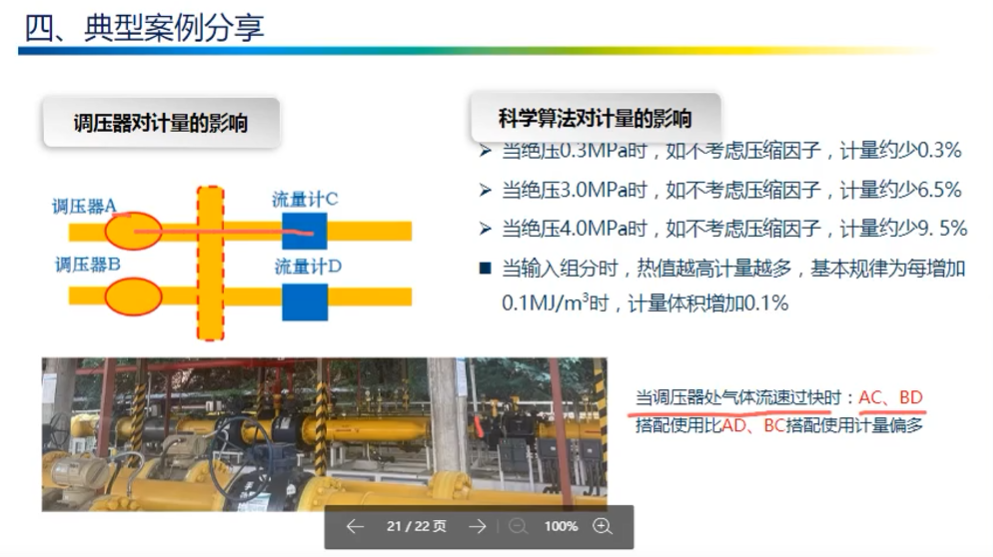 四、典型案例分享
调压器对计量的影响
调压器A
流量计C
调压器B
流量计D
科学算法对计量的影响
➢ 当绝压0.3MPa时，如不考虑压缩因子，计量约少0.3%
➢ 当绝压3.0MPa时，如不考虑压缩因子，计量约少6.5%
➢ 当绝压4.0MPa时，如不考虑压缩因子，计量约少9. 5%
■ 当输入组分时，热值越高计量越多，基本规律为每增加
0.1MJ/m³时，计量体积增加0.1%
当调压器处气体流速过快时：AC、BD
搭配使用比AD、BC搭配使用计量偏多
21 / 22 页
100%